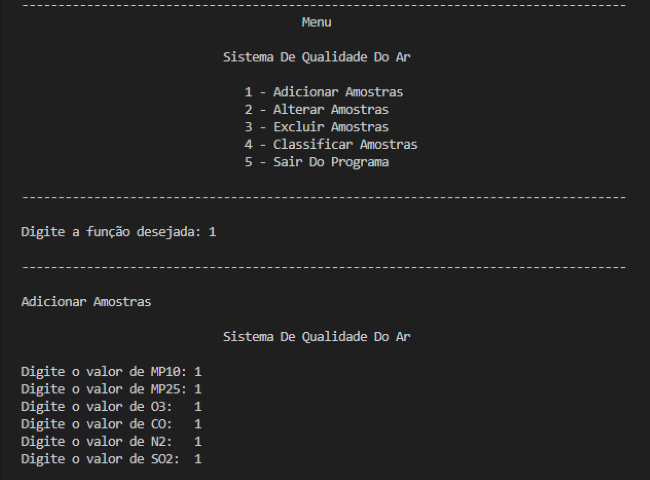 --------------------------------------------------------------------------------
Menu
Sistema De Qualidade Do Ar
1 - Adicionar Amostras
2 - Alterar Amostras
3 - Excluir Amostras
4 - Classificar Amostras
5 - Sair Do Programa
--------------------------------------------------------------------------------
Digite a função desejada: 1
--------------------------------------------------------------------------------
Adicionar Amostras
Sistema De Qualidade Do Ar
Digite o valor de MP10: 1
Digite o valor de MP25: 1
Digite o valor de O3:   1
Digite o valor de CO:   1
Digite o valor de N2:   1
Digite o valor de SO2:  1